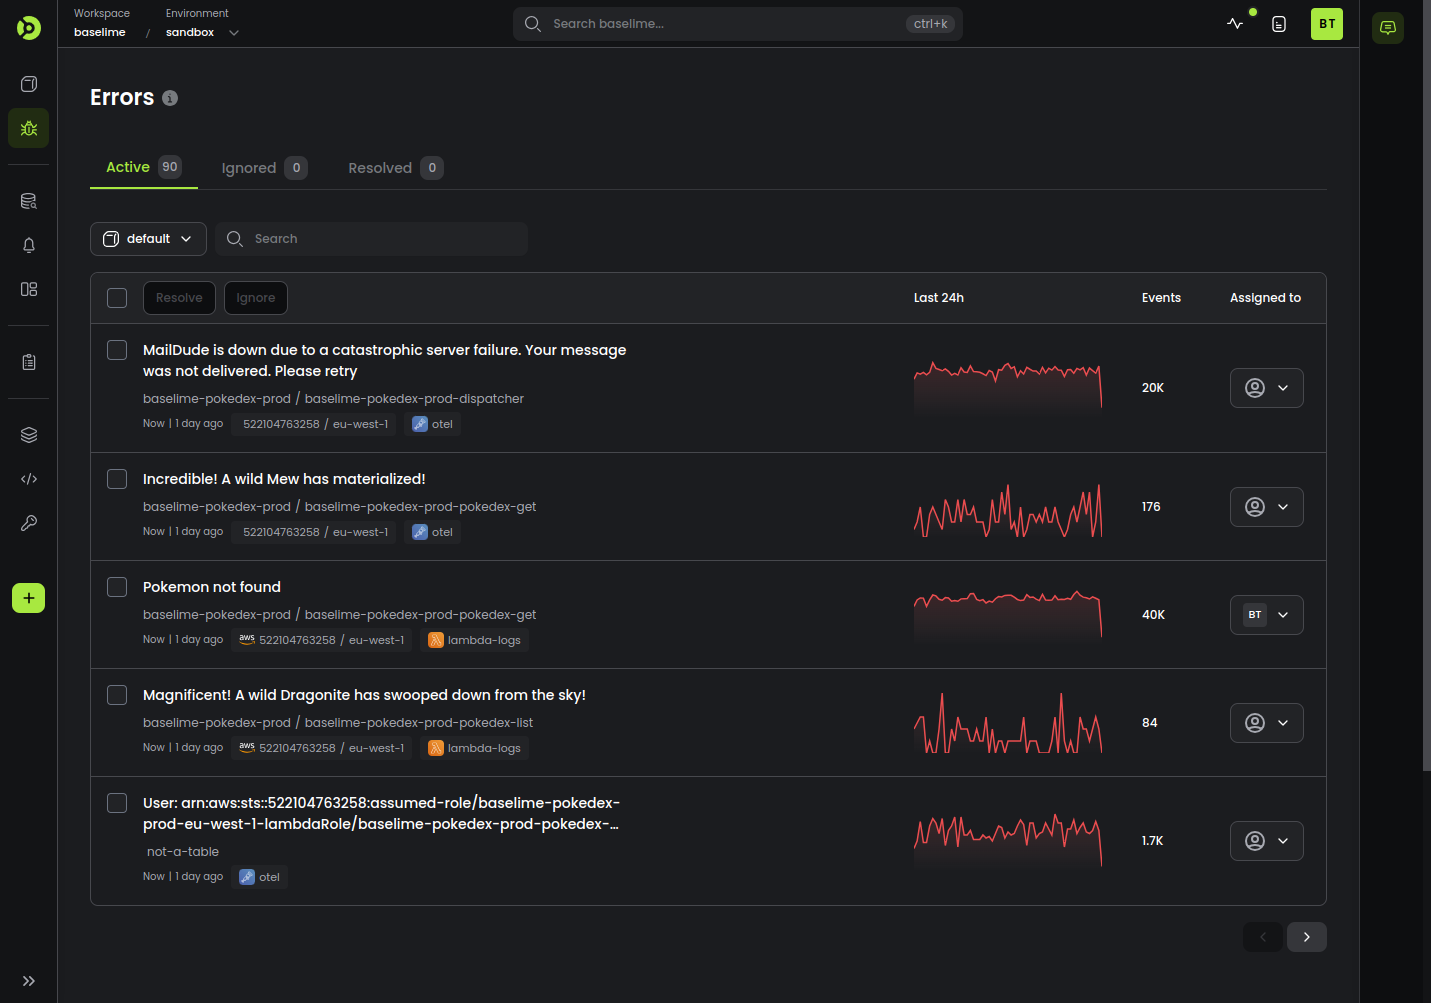 Workspace
Environment
baselime / sandbox
Search baselime...
ctrl+k
BT
Errors
Active 90
Ignored 0
Resolved 0
default
Search
Resolve
Ignore
Last 24h
Events
Assigned to
MailDude is down due to a catastrophic server failure. Your message
was not delivered. Please retry
baselime-pokedex-prod / baselime-pokedex-prod-dispatcher
Now | 1 day ago
522104763258 / eu-west-1
otel
20K
Incredible! A wild Mew has materialized!
baselime-pokedex-prod / baselime-pokedex-prod-pokedex-get
Now | 1 day ago
522104763258 / eu-west-1
otel
176
Pokemon not found
baselime-pokedex-prod / baselime-pokedex-prod-pokedex-get
Now | 1 day ago
aws 522104763258 / eu-west-1
lambda-logs
40K
BT
Magnificent! A wild Dragonite has swooped down from the sky!
baselime-pokedex-prod / baselime-pokedex-prod-pokedex-list
Now | 1 day ago
aws 522104763258 / eu-west-1
lambda-logs
84
User: arn:aws:sts::522104763258:assumed-role/baselime-pokedex-
prod-eu-west-1-lambdaRole/baselime-pokedex-prod-pokedex-...
not-a-table
Now | 1 day ago
otel
1.7K